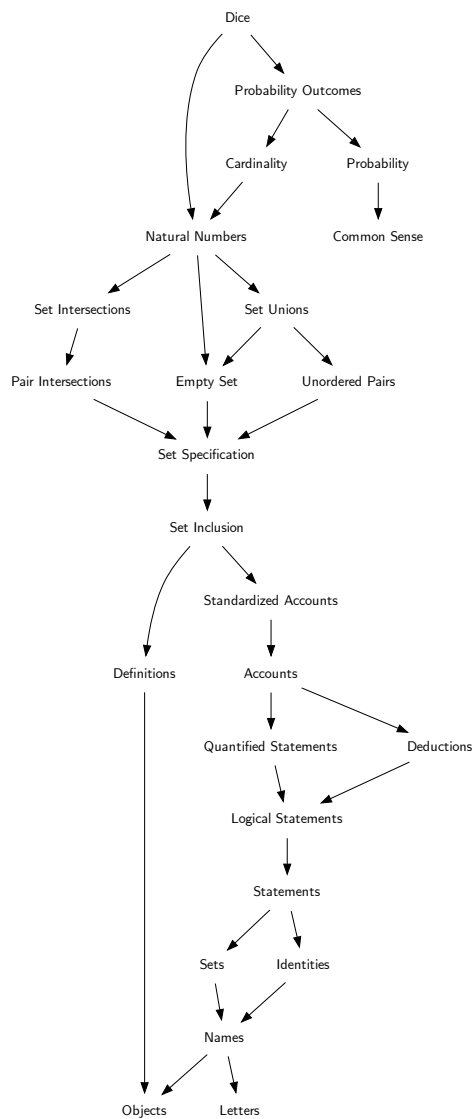 Dice
Probability Outcomes
Cardinality
Probability
Natural Numbers
Common Sense
Set Intersections
Set Unions
Pair Intersections
Empty Set
Unordered Pairs
Set Specification
Set Inclusion
Standardized Accounts
Definitions
Accounts
Quantified Statements
Deductions
Logical Statements
Statements
Sets
Identities
Names
Objects
Letters